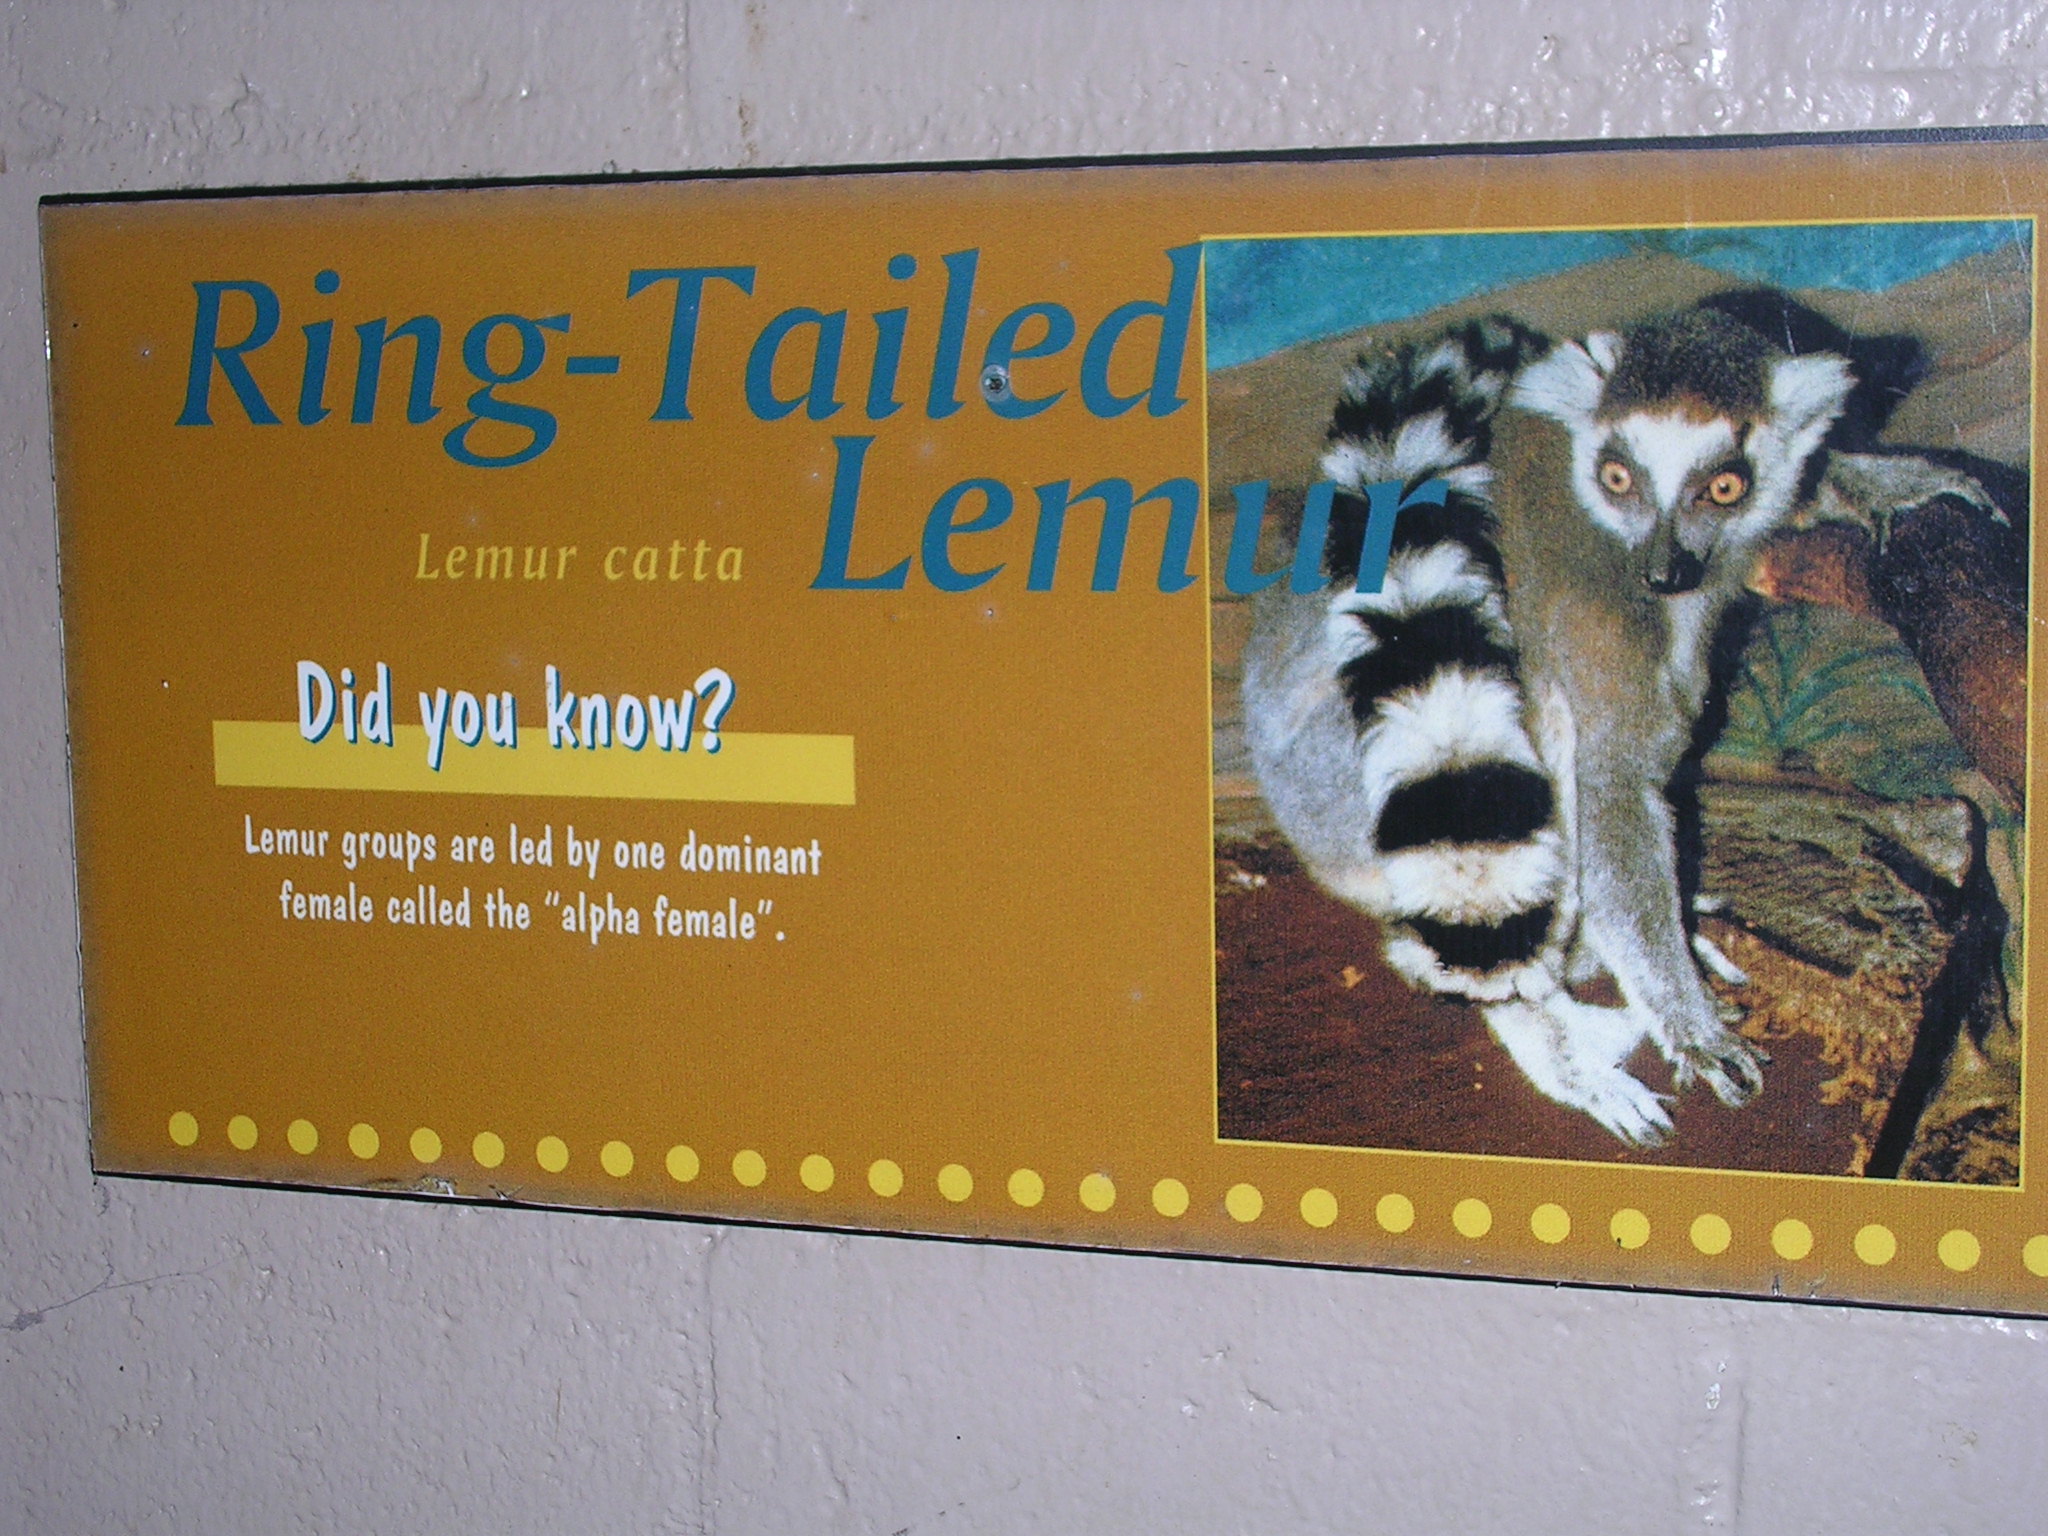 Ring-Tailed
Lemur
Lemur catta
Did you know?
Lemur groups are led by one dominant
female called the "alpha female".